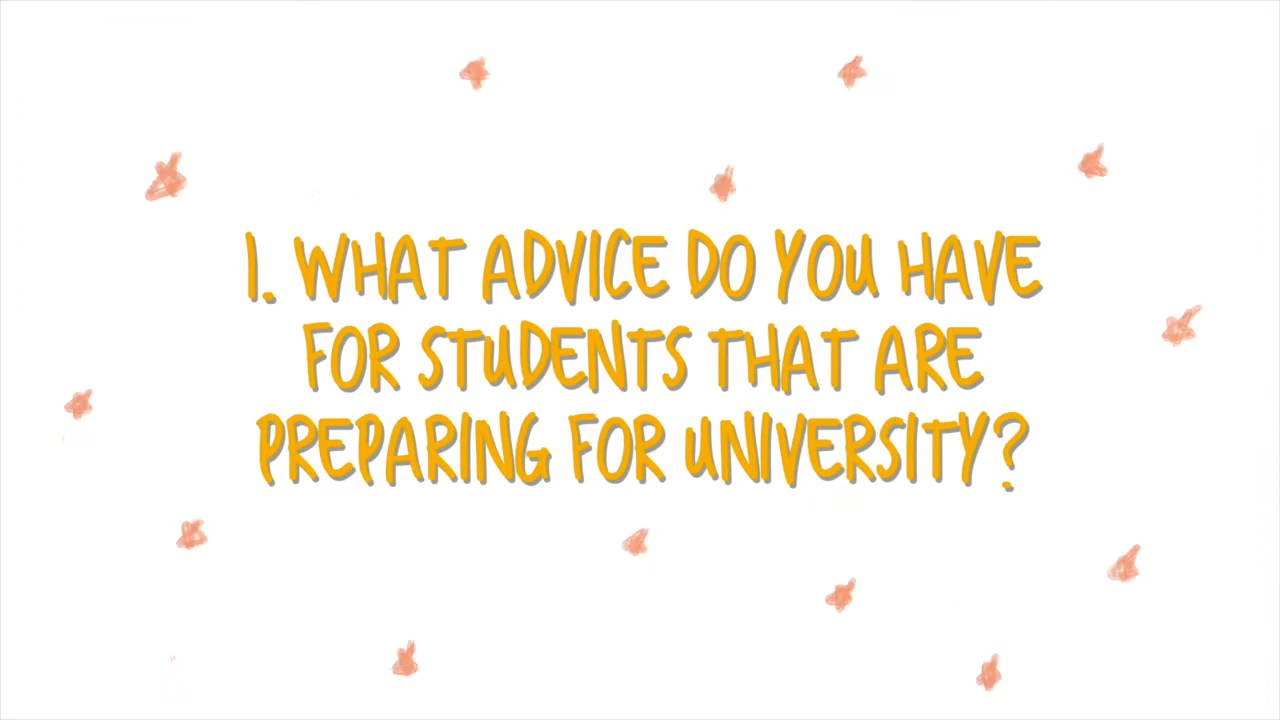 1. WHAT ADVICE DO YOU HAVE
FOR STUDENTS THAT ARE
PREPARING FOR UNIVERSITY?